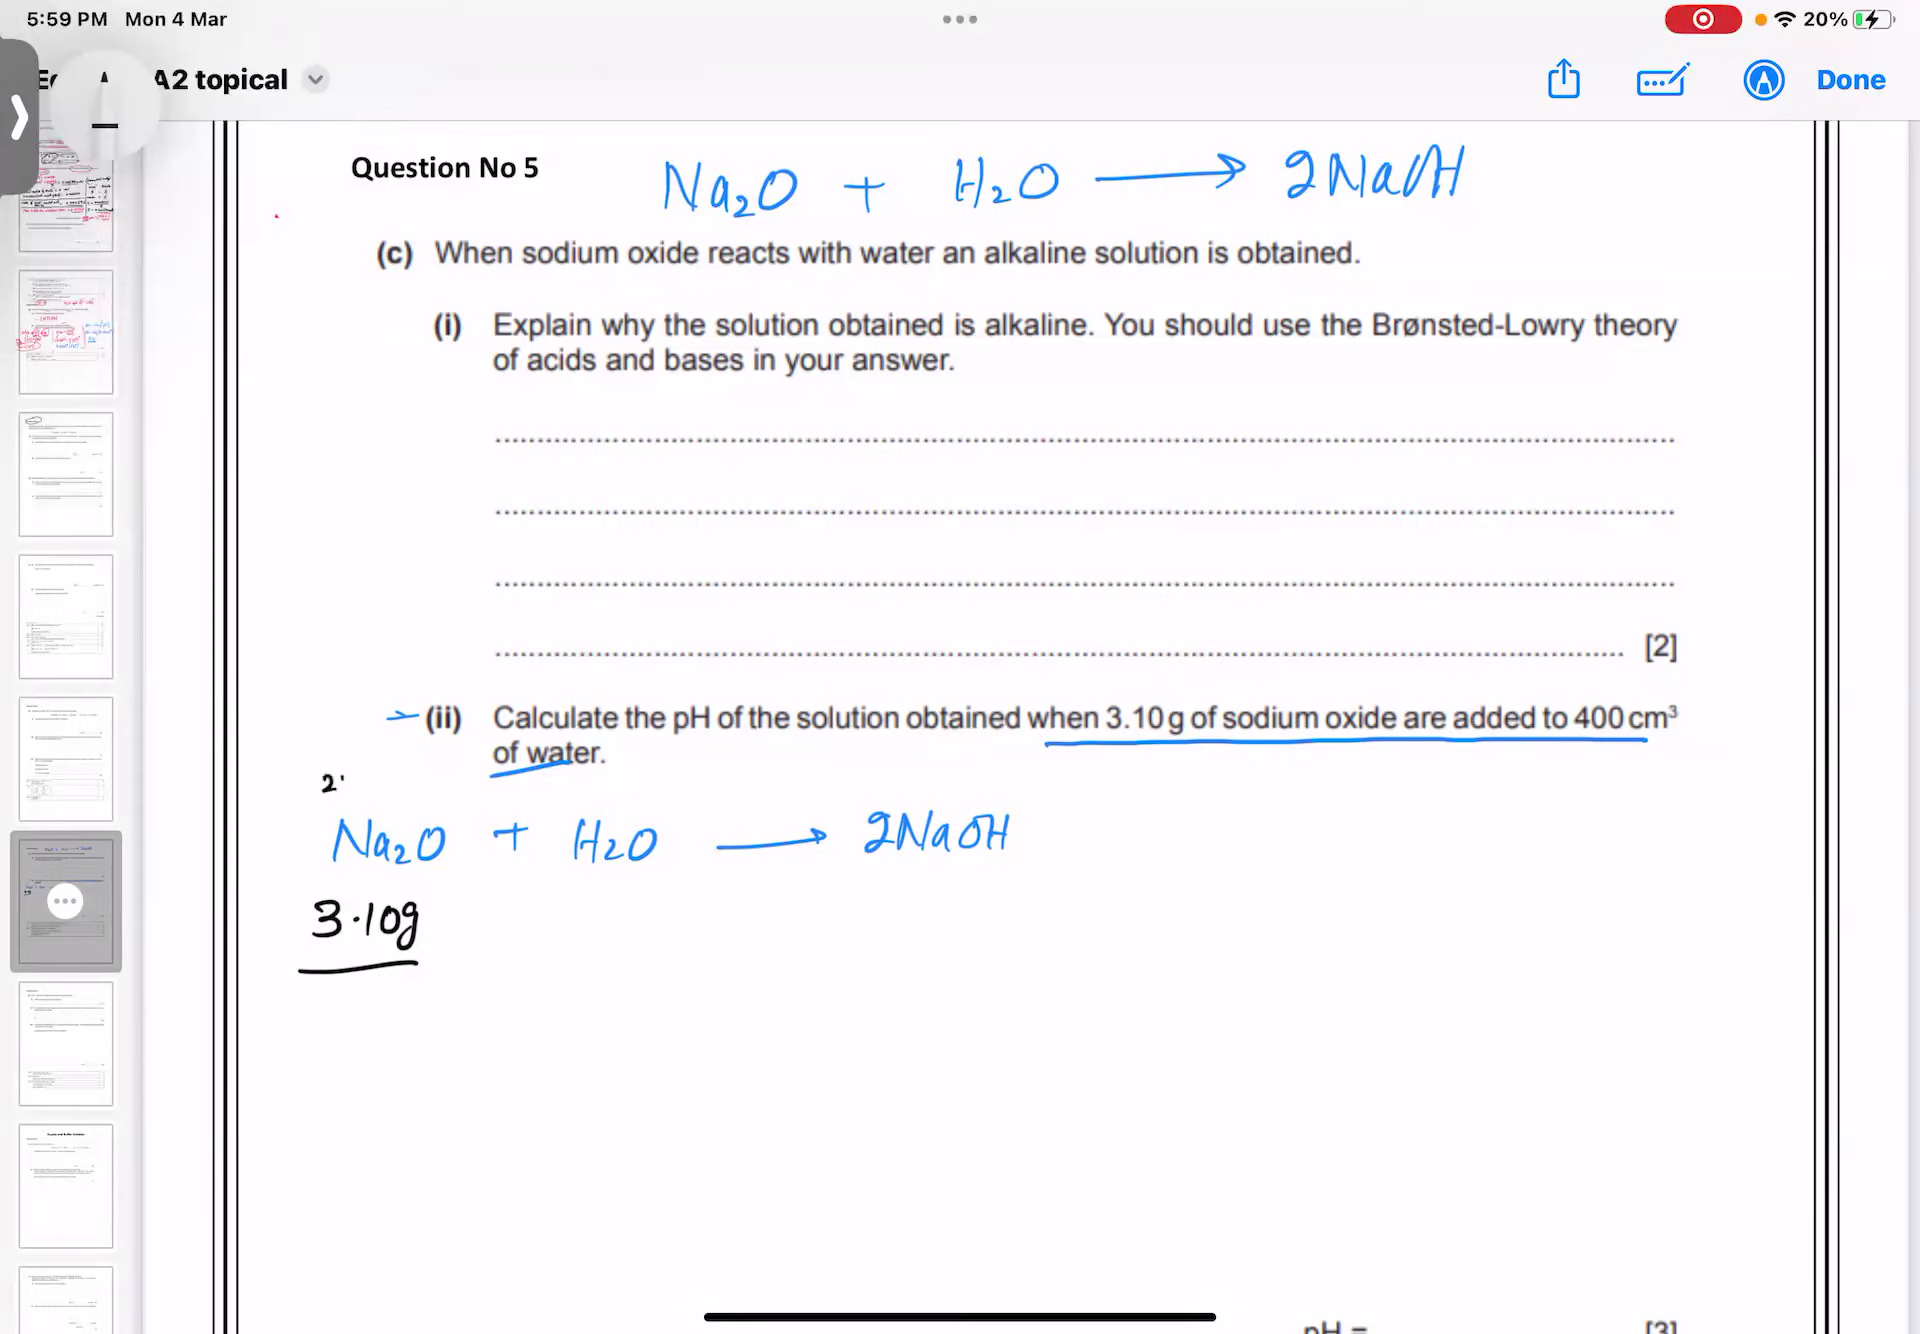 5:59 PM Mon 4 Mar
20%
A2 topical
Done
Question No 5
Na₂O + H₂O ⟶ 2NaOH
(c) When sodium oxide reacts with water an alkaline solution is obtained.
(i) Explain why the solution obtained is alkaline. You should use the Brønsted-Lowry theory
of acids and bases in your answer.
[2]
(ii) Calculate the pH of the solution obtained when 3.10 g of sodium oxide are added to 400 cm³
of water.
2·
Na₂O + H₂O ⟶ 2NaOH
3.10g
pH =
[3]